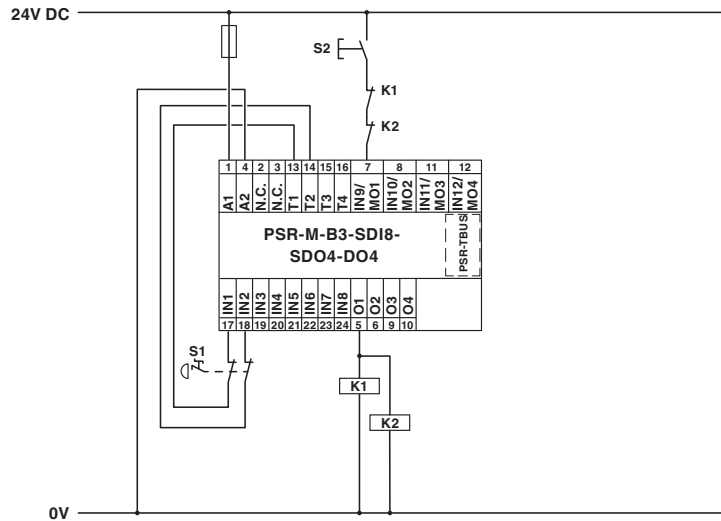 24V DC
S2
K1
K2
1 4 2 3 13 14 15 16 7 8 11 12
A1 A2 N.C. N.C. T1 T2 T3 T4 IN9/MO1 IN10/MO2 IN11/MO3 IN12/MO4
PSR-M-B3-SDI8-
SDO4-DO4
PSR-TBUS
IN1 IN2 IN3 IN4 IN5 IN6 IN7 IN8 O1 O2 O3 O4
17 18 19 20 21 22 23 24 5 6 9 10
S1
K1
K2
0V